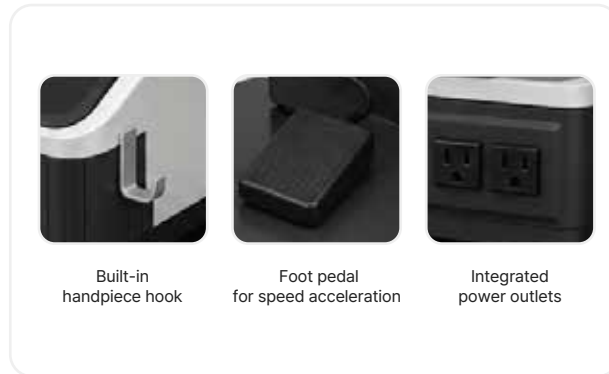 Built-in
handpiece hook
Foot pedal
for speed acceleration
Integrated
power outlets